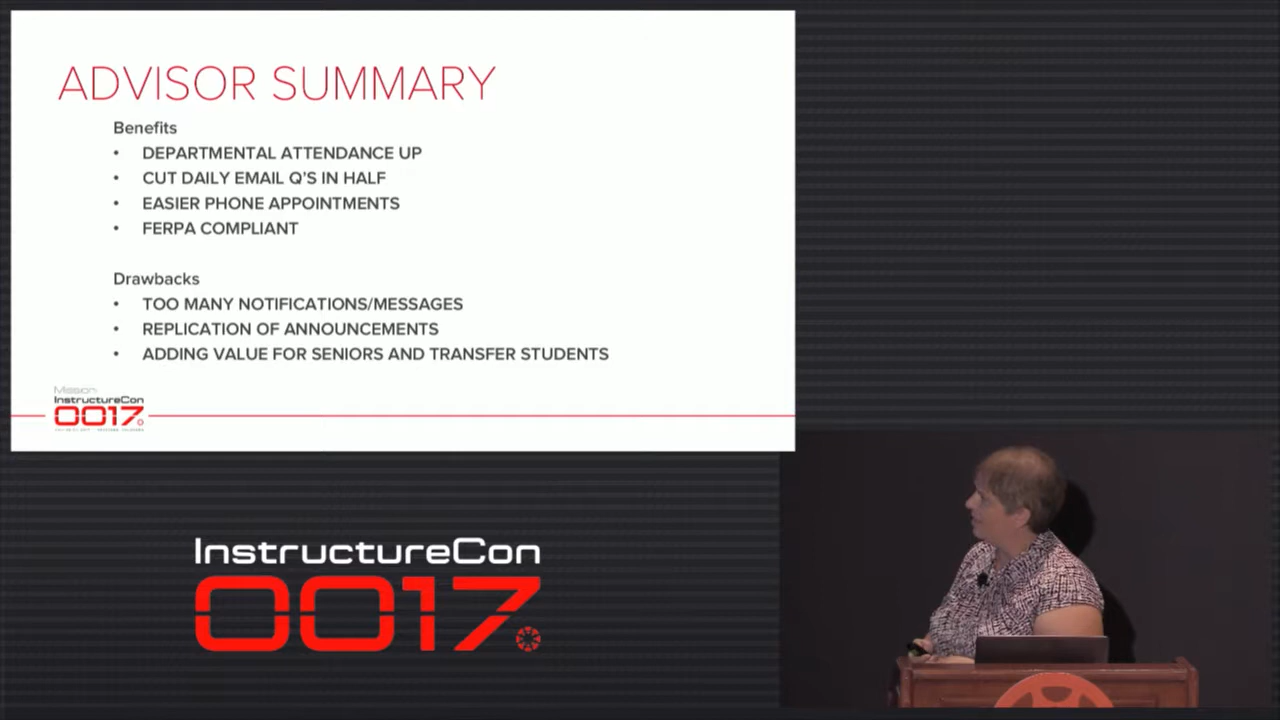 ADVISOR SUMMARY
Benefits
• DEPARTMENTAL ATTENDANCE UP
• CUT DAILY EMAIL Q'S IN HALF
• EASIER PHONE APPOINTMENTS
• FERPA COMPLIANT
Drawbacks
• TOO MANY NOTIFICATIONS/MESSAGES
• REPLICATION OF ANNOUNCEMENTS
• ADDING VALUE FOR SENIORS AND TRANSFER STUDENTS
Mission:
InstructureCon
0017
InstructureCon
0017